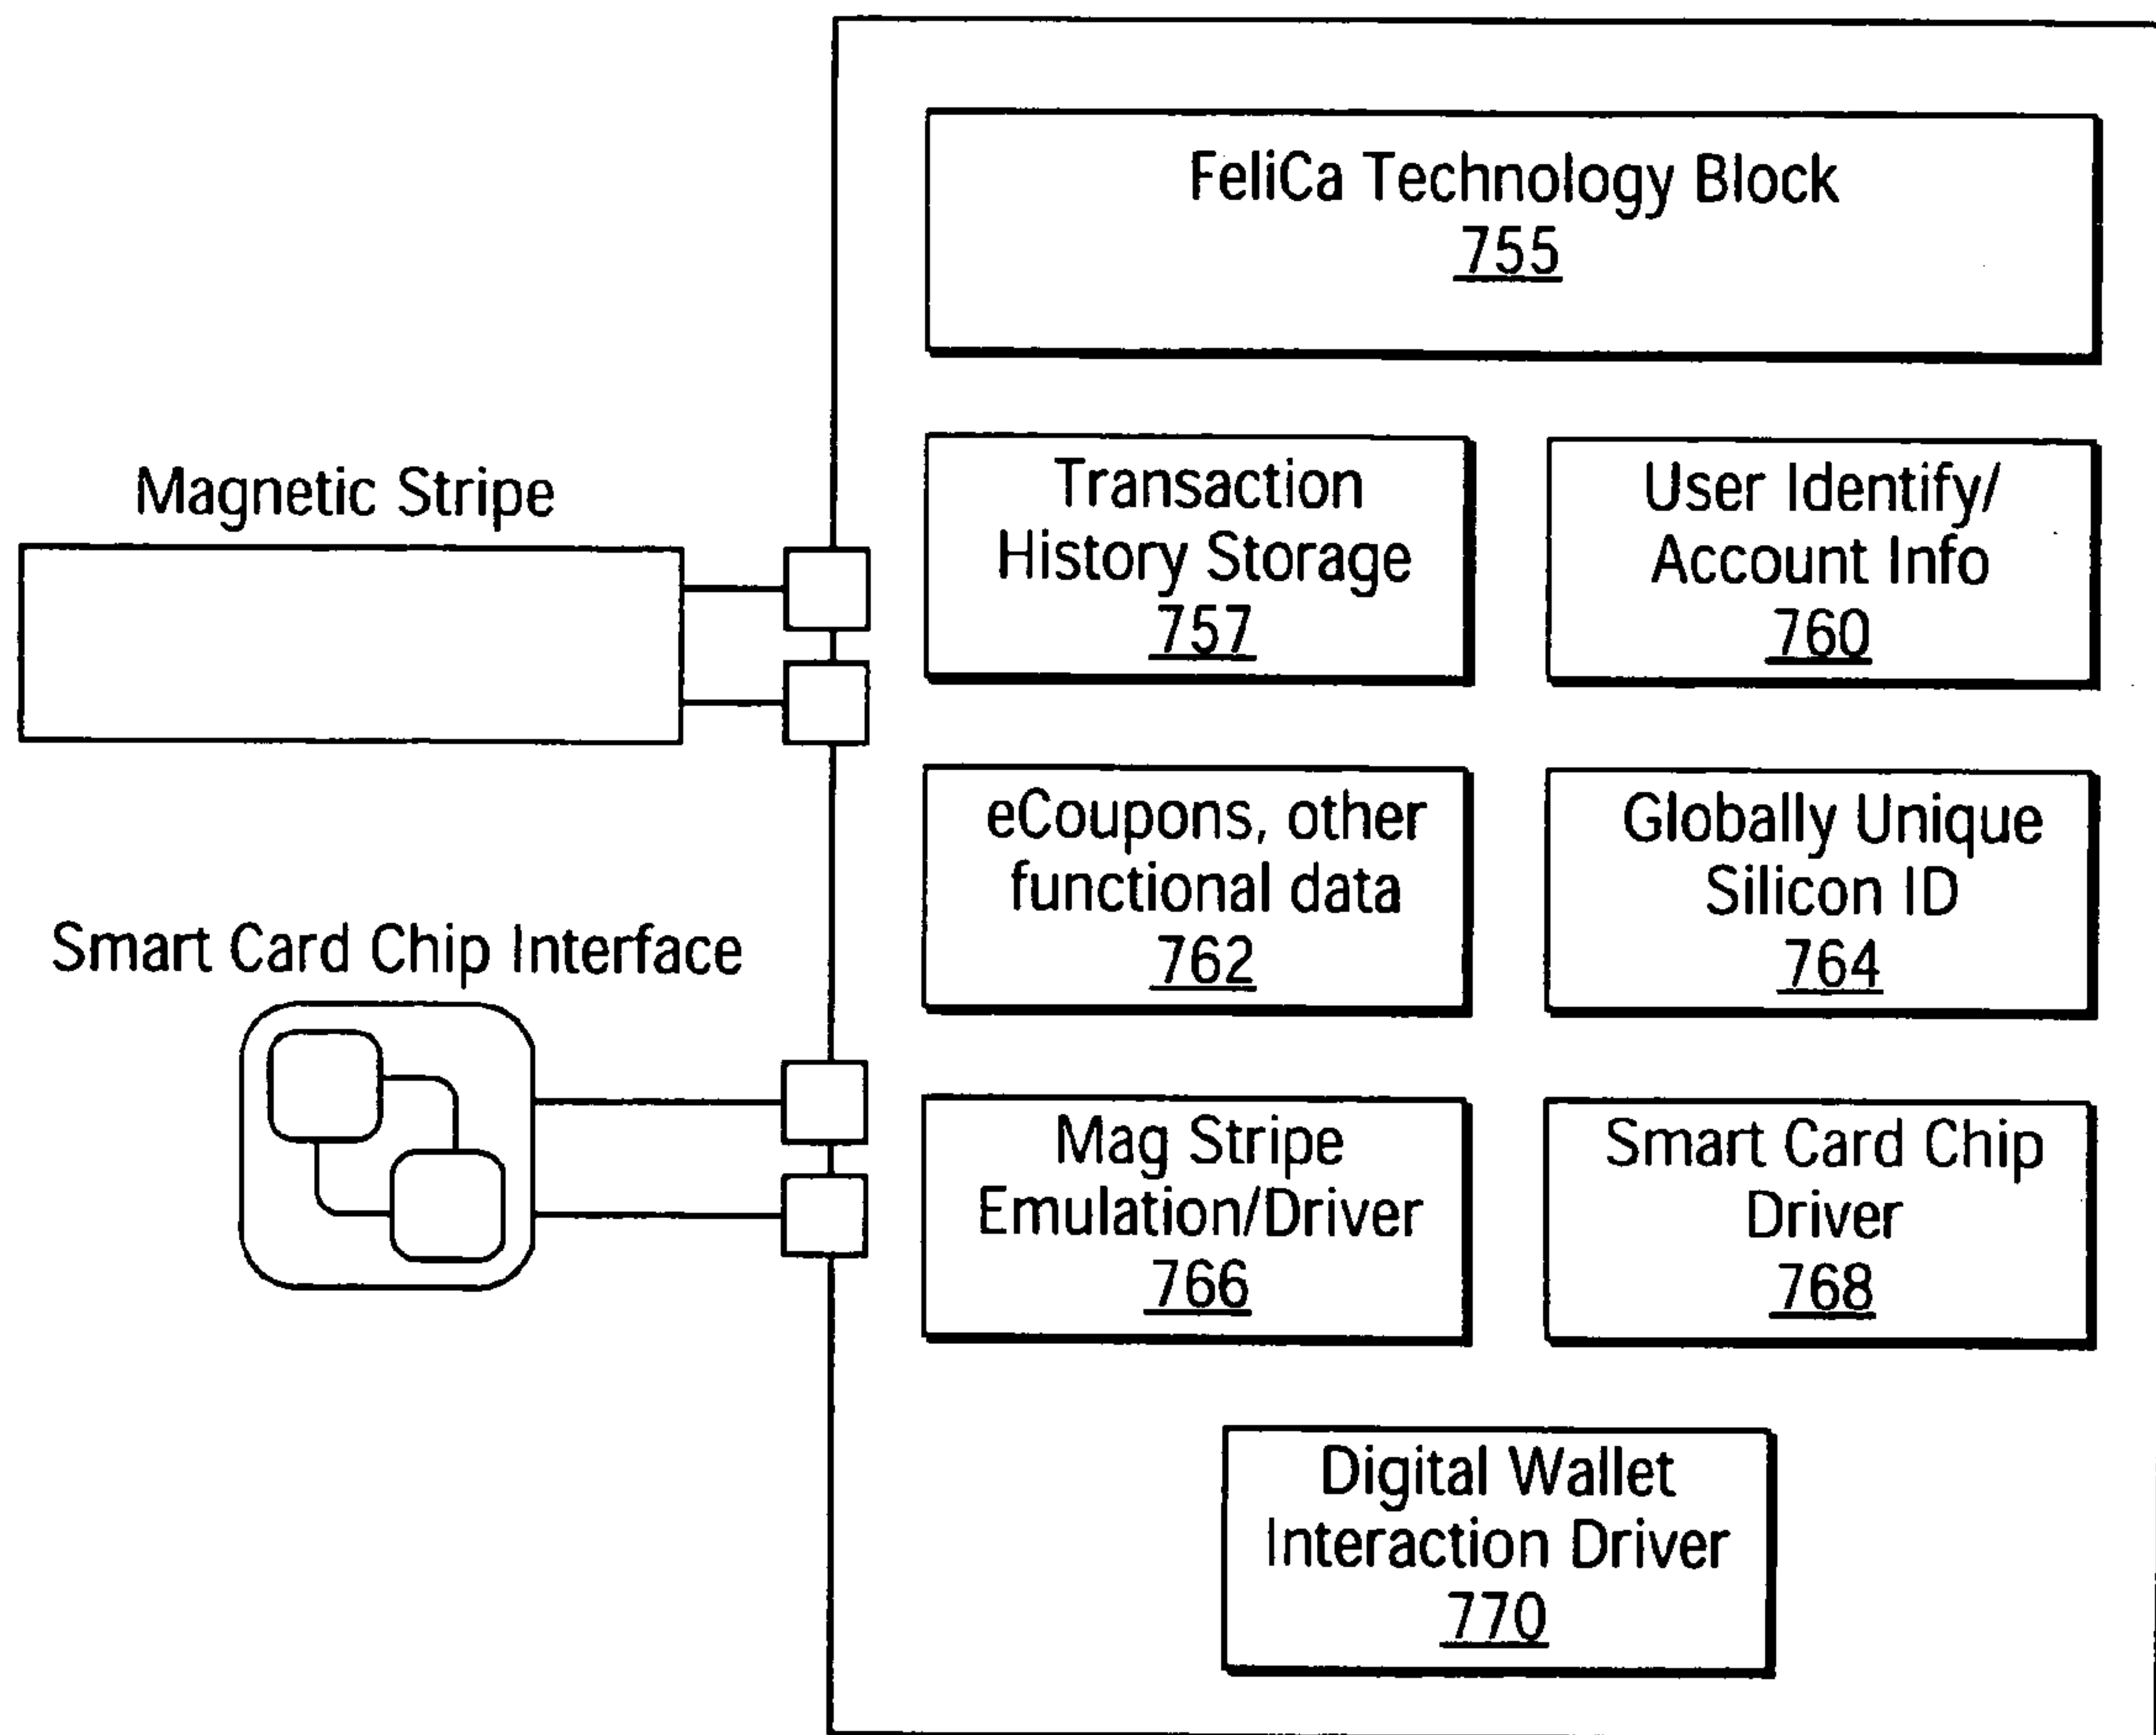 FeliCa Technology Block
755
Magnetic Stripe
Transaction
History Storage
757
User Identify/
Account Info
760
eCoupons, other
functional data
762
Globally Unique
Silicon ID
764
Smart Card Chip Interface
Mag Stripe
Emulation/Driver
766
Smart Card Chip
Driver
768
Digital Wallet
Interaction Driver
770